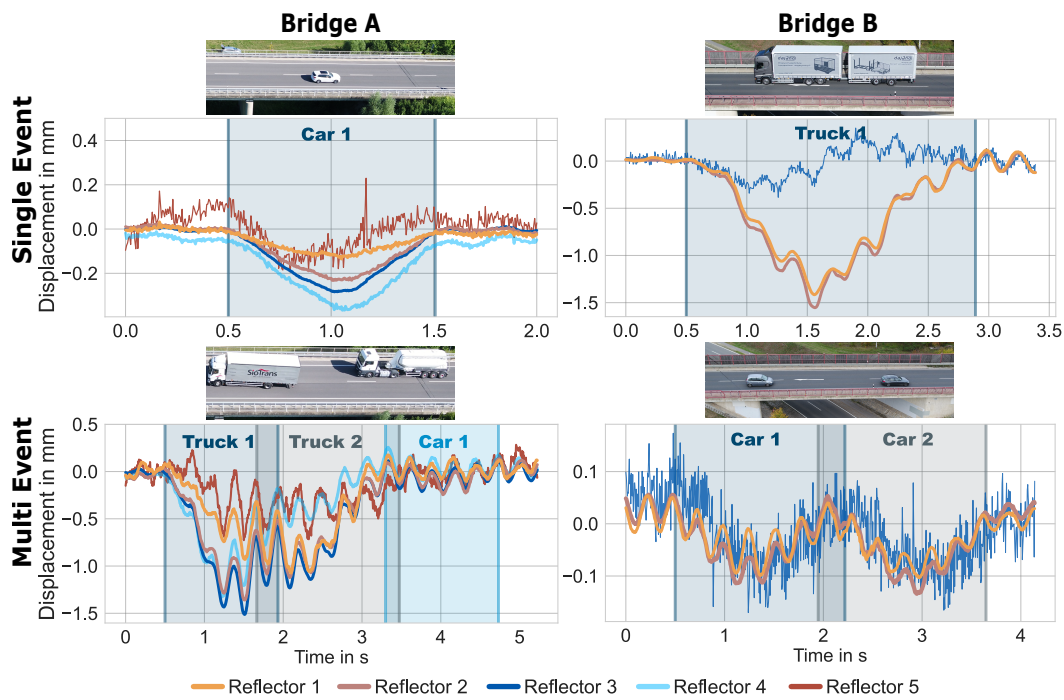 Bridge A
Bridge B
Single Event
Displacement in mm
0.4
0.2
0.0
−0.2
Car 1
0.0
0.5
1.0
1.5
2.0
0.0
−0.5
−1.0
−1.5
Truck 1
0.0
0.5
1.0
1.5
2.0
2.5
3.0
3.5
Multi Event
Displacement in mm
SioTrans
0.5
0.0
−0.5
−1.0
−1.5
Truck 1
Truck 2
Car 1
0
1
2
3
4
5
Time in s
0.1
0.0
−0.1
Car 1
Car 2
0
1
2
3
4
Time in s
Reflector 1
Reflector 2
Reflector 3
Reflector 4
Reflector 5